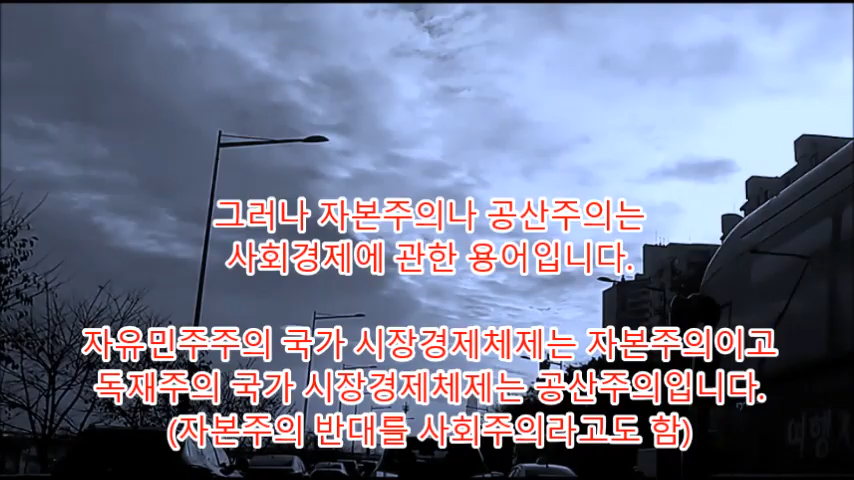 그러나 자본주의나 공산주의는
사회경제에 관한 용어입니다.
자유민주주의 국가 시장경제체제는 자본주의이고
독재주의 국가 시장경제체제는 공산주의입니다.
(자본주의 반대를 사회주의라고도 함)
여행